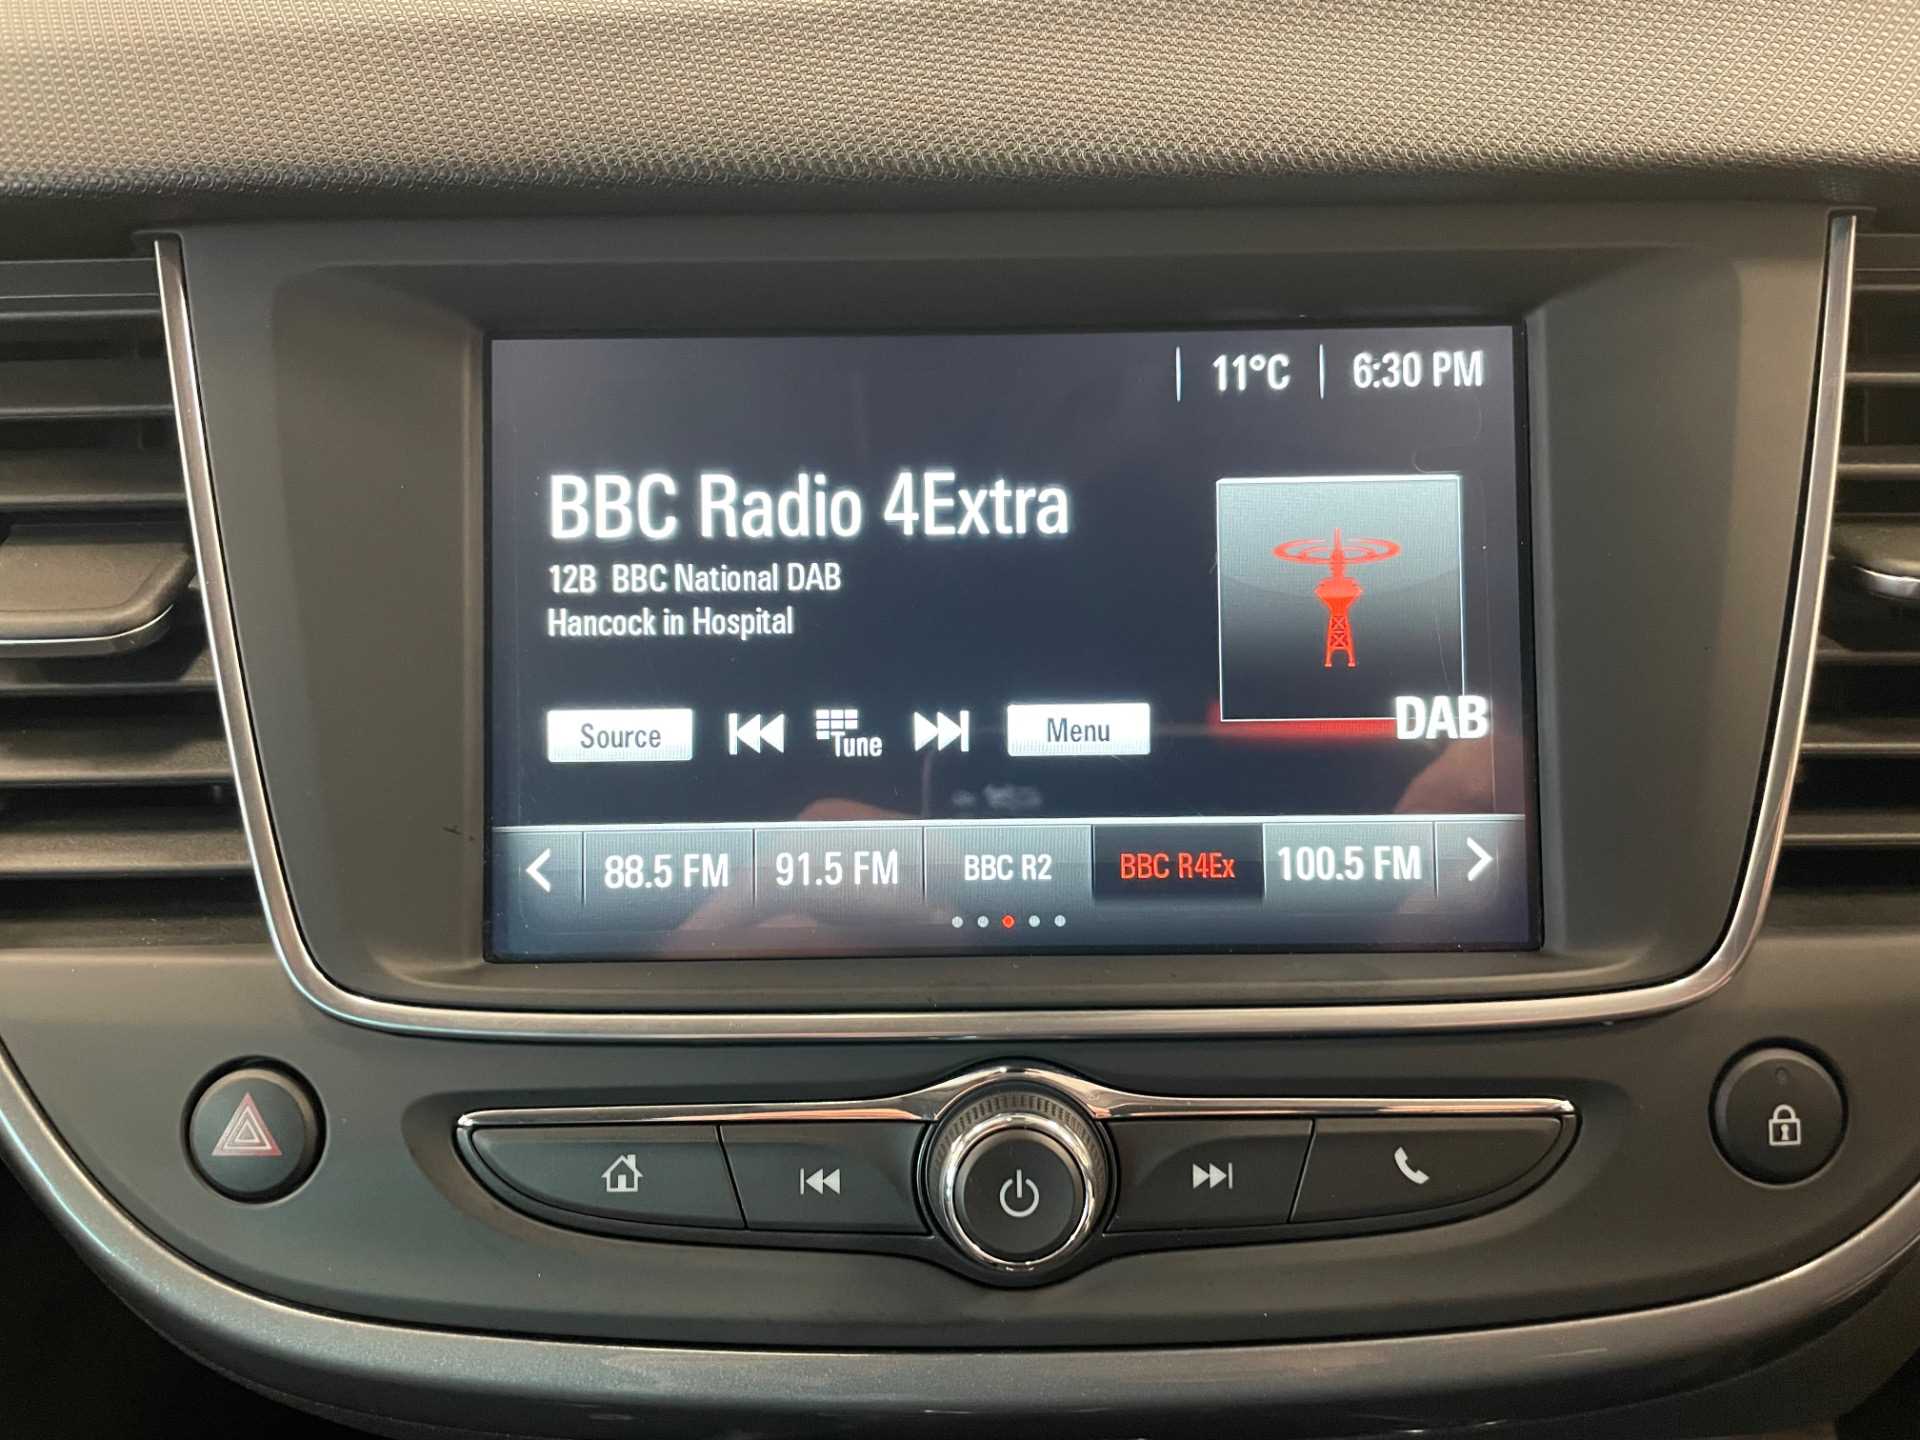 11°C 6:30 PM
BBC Radio 4Extra
12B BBC National DAB
Hancock in Hospital
DAB
Source Tune Menu
88.5 FM 91.5 FM BBC R2 BBC R4Ex 100.5 FM